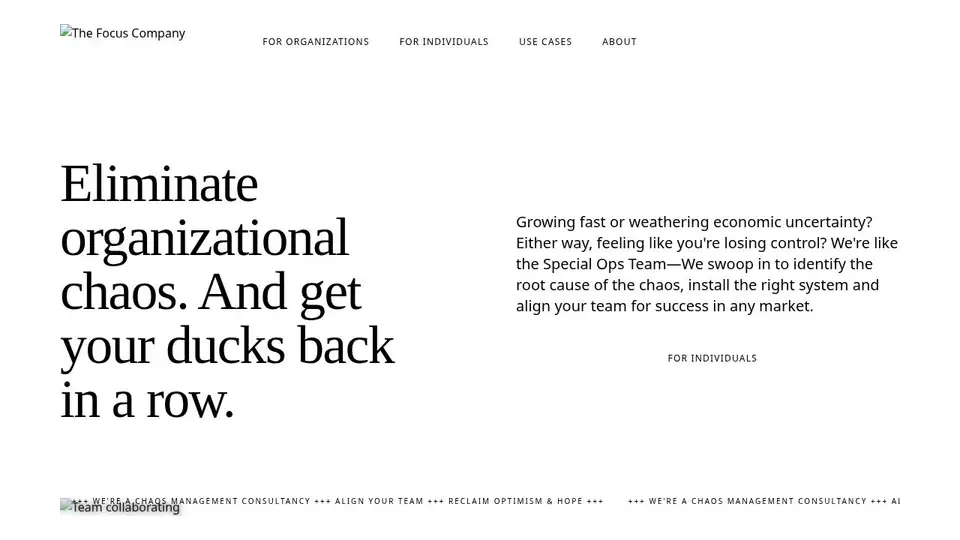 The Focus Company
FOR ORGANIZATIONS
FOR INDIVIDUALS
USE CASES
ABOUT
Eliminate
organizational
chaos. And get
your ducks back
in a row.
Growing fast or weathering economic uncertainty?
Either way, feeling like you're losing control? We're like
the Special Ops Team—We swoop in to identify the
root cause of the chaos, install the right system and
align your team for success in any market.
FOR INDIVIDUALS
+++ WE'RE A CHAOS MANAGEMENT CONSULTANCY +++ ALIGN YOUR TEAM +++ RECLAIM OPTIMISM & HOPE +++ +++ WE'RE A CHAOS MANAGEMENT CONSULTANCY +++
Team collaborating